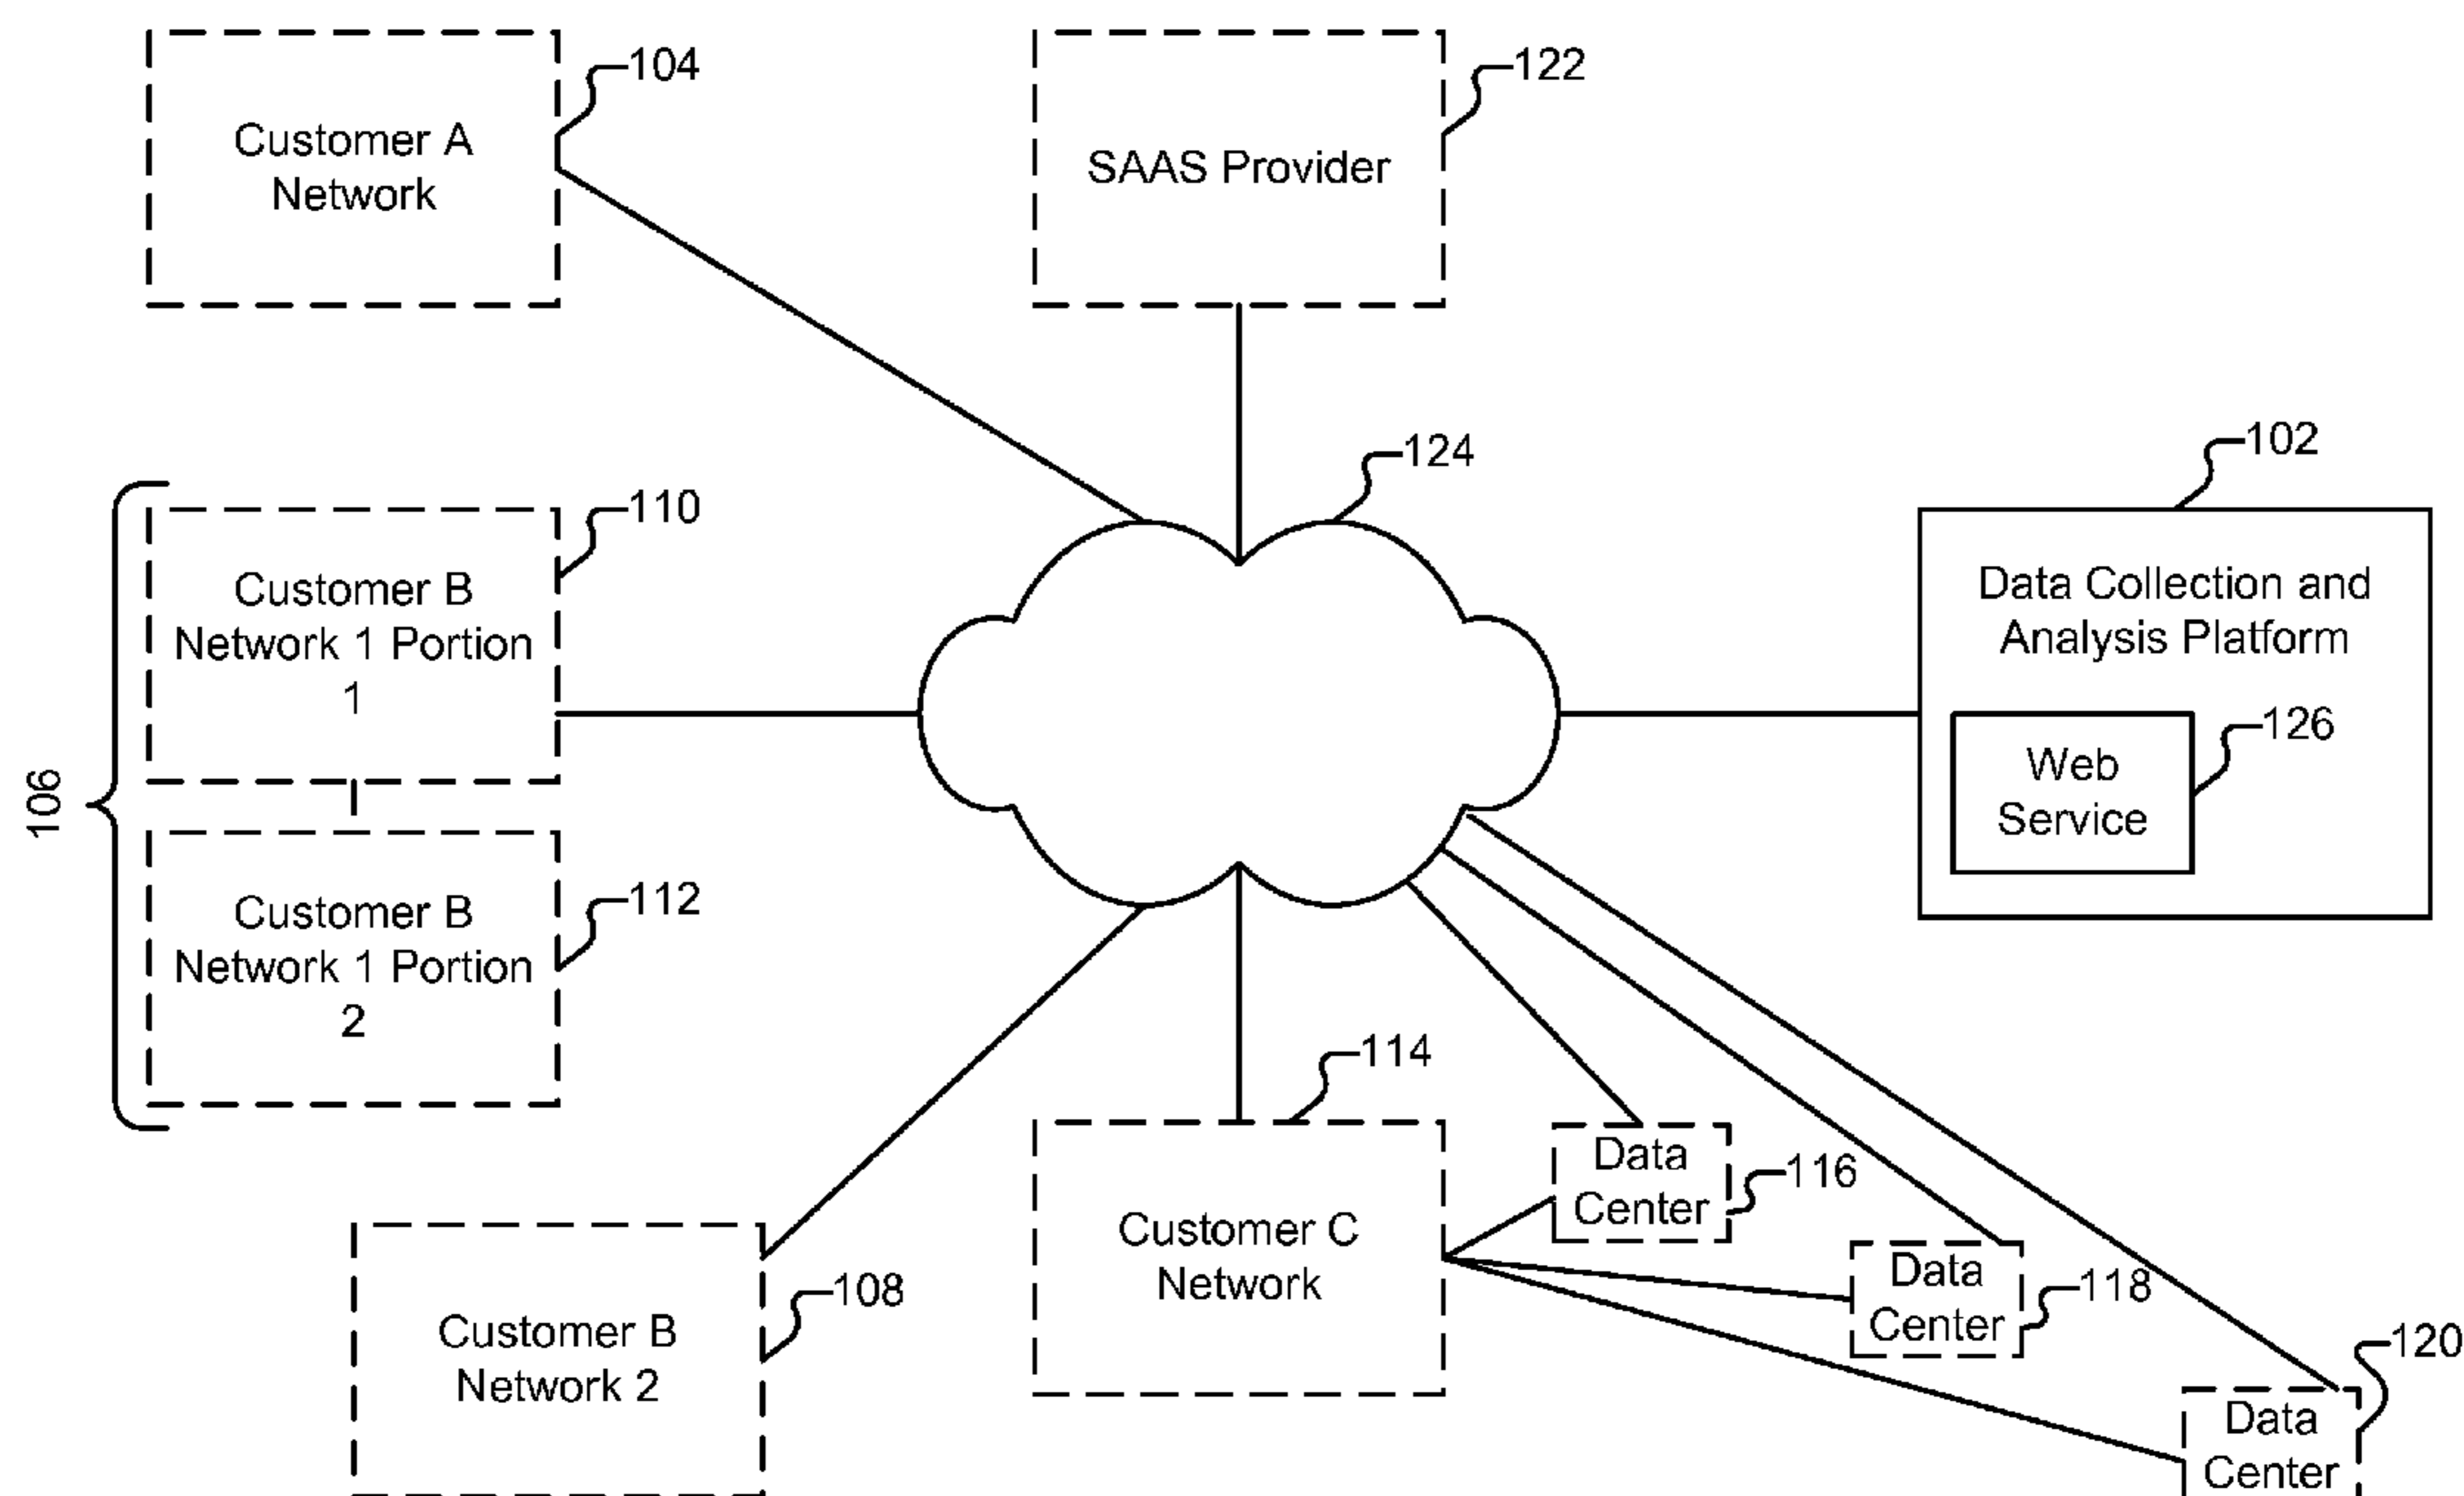 104
Customer A
Network
122
SAAS Provider
124
102
110
Customer B
Network 1 Portion
1
Data Collection and
Analysis Platform
126
Web
Service
106
112
Customer B
Network 1 Portion
2
114
Customer C
Network
Data
Center
116
Data
Center
118
120
Data
Center
108
Customer B
Network 2